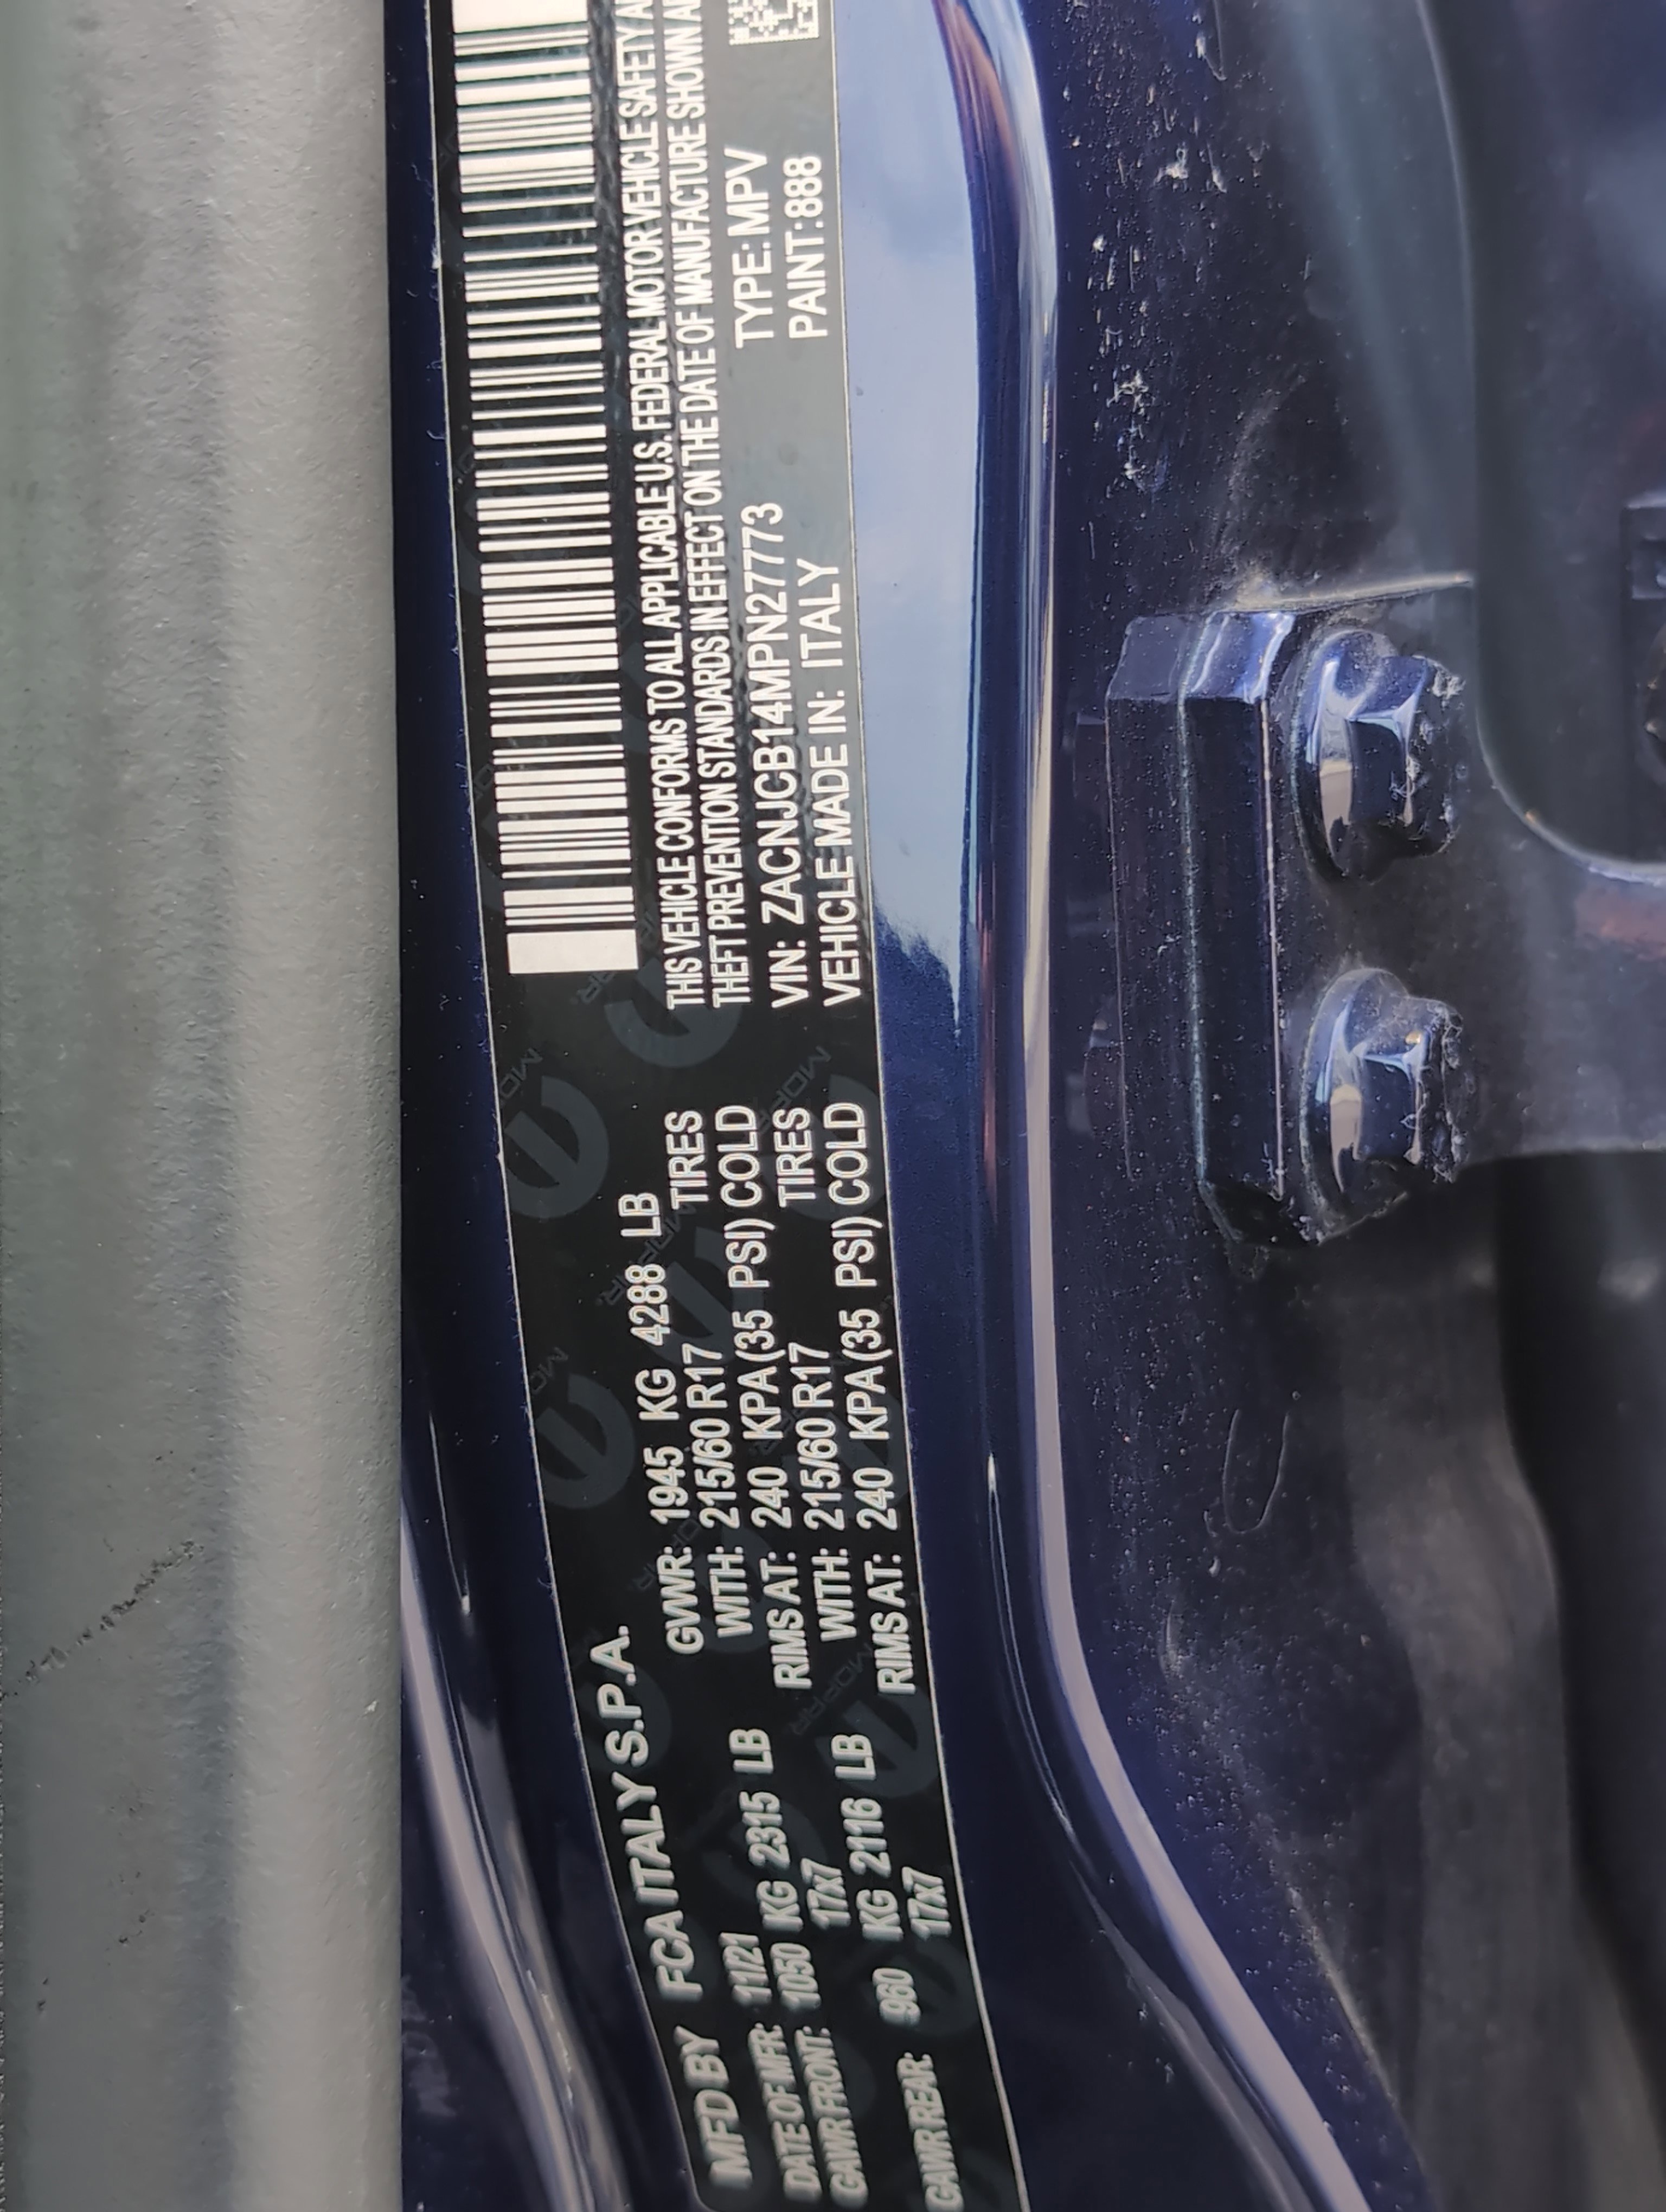 MFD BY FCA ITALY S.P.A.
DATE OF MFR: 11/21
GAWR FRONT: 1050 KG 2315 LB
17x7
GAWR REAR: 960 KG 2116 LB
17x7
GVWR: 1945 KG 4288 LB
WITH: 215/60 R17 TIRES
RIMS AT: 240 KPA (35 PSI) COLD
WITH: 215/60 R17 TIRES
RIMS AT: 240 KPA (35 PSI) COLD
THIS VEHICLE CONFORMS TO ALL APPLICABLE U.S. FEDERAL MOTOR VEHICLE SAFETY
THEFT PREVENTION STANDARDS IN EFFECT ON THE DATE OF MANUFACTURE SHOWN
VIN: ZACNJCB14MPN27773 TYPE: MPV
VEHICLE MADE IN: ITALY PAINT: 888
MOPAR